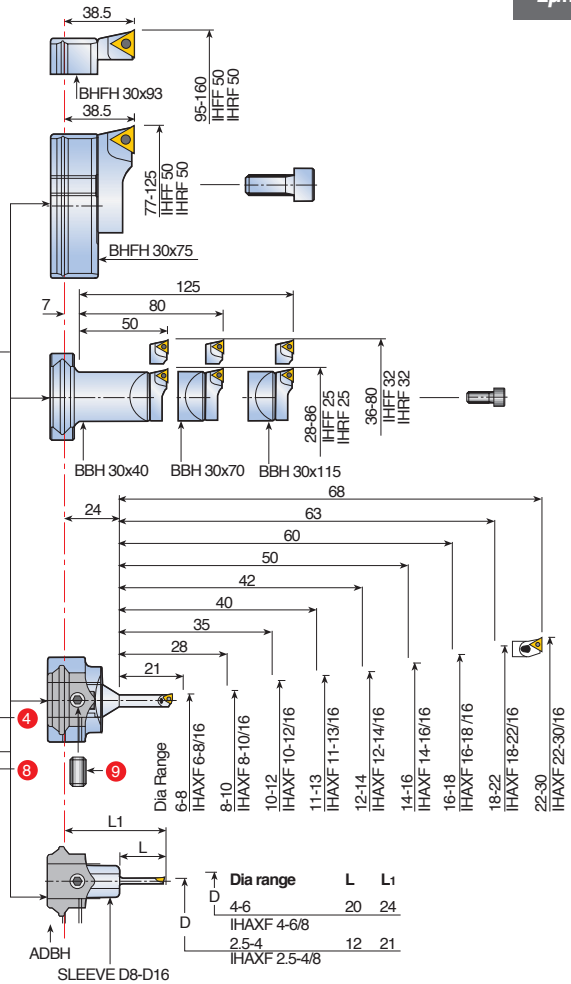 38.5
BHFH 30x93
95-160
IHFF 50
IHRF 50
38.5
77-125
IHFF 50
IHRF 50
BHFH 30x75
125
7
80
50
28-86
IHFF 25
IHRF 25
36-80
IHFF 32
IHRF 32
BBH 30x40
BBH 30x70
BBH 30x115
68
24
63
60
50
42
40
35
28
21
4
8
9
Dia Range
6-8
IHAXF 6-8/16
8-10
IHAXF 8-10/16
10-12
IHAXF 10-12/16
11-13
IHAXF 11-13/16
12-14
IHAXF 12-14/16
14-16
IHAXF 14-16/16
16-18
IHAXF 16-18 /16
18-22
IHAXF 18-22/16
22-30
IHAXF 22-30/16
L1
L
D
D
Dia range L L1
4-6 20 24
IHAXF 4-6/8
2.5-4 12 21
IHAXF 2.5-4/8
ADBH
SLEEVE D8-D16